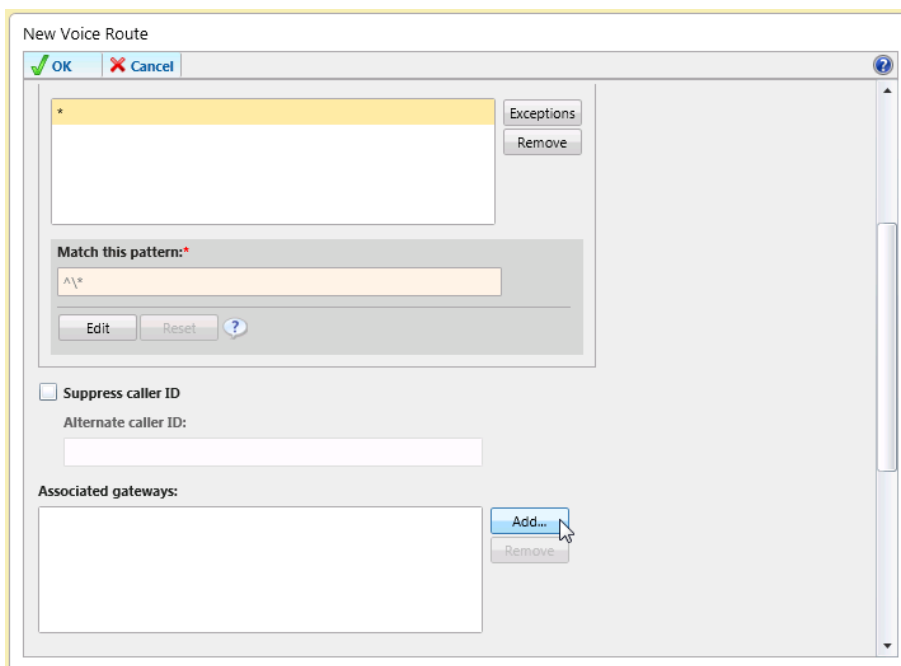 New Voice Route
OK Cancel
*
Exceptions
Remove
Match this pattern:*
^\*
Edit Reset ?
Suppress caller ID
Alternate caller ID:
Associated gateways:
Add...
Remove